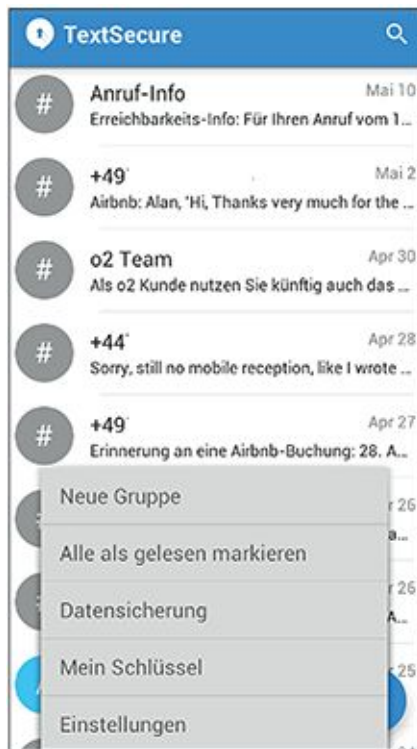 TextSecure
Anruf-Info Mai 10
Erreichbarkeits-Info: Für Ihren Anruf vom 1...
+49 Mai 2
Airbnb: Alan, 'Hi, Thanks very much for the ...
o2 Team Apr 30
Als o2 Kunde nutzen Sie künftig auch das ...
+44 Apr 28
Sorry, still no mobile reception, like I wrote ...
+49 Apr 27
Erinnerung an eine Airbnb-Buchung: 28. A...
Neue Gruppe
26
a...
Alle als gelesen markieren
26
Datensicherung
A...
Mein Schlüssel
25
Einstellungen